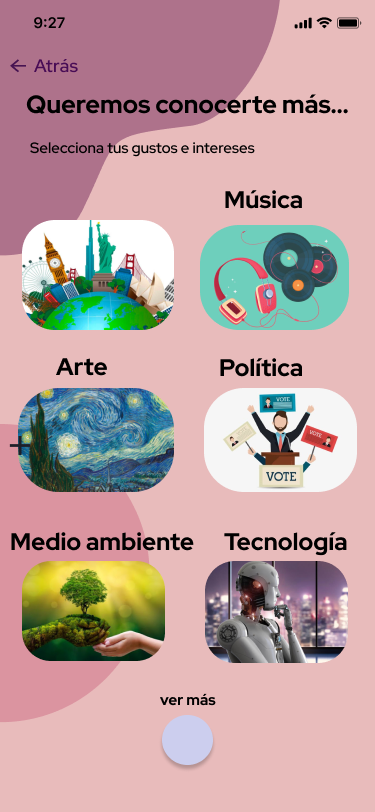 9:27
← Atrás
Queremos conocerte más...
Selecciona tus gustos e intereses
Música
Arte
Política
VOTE
VOTE
Medio ambiente
Tecnología
ver más